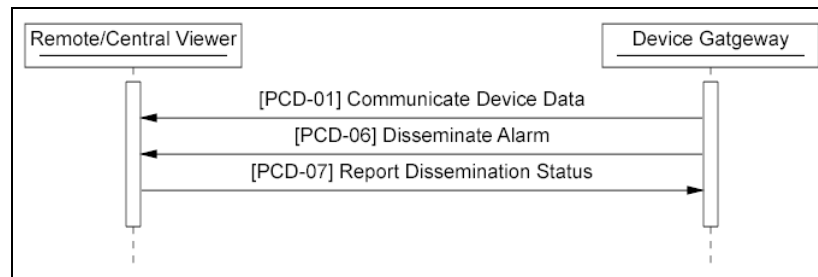 Remote/Central Viewer
Device Gatgeway
[PCD-01] Communicate Device Data
[PCD-06] Disseminate Alarm
[PCD-07] Report Dissemination Status